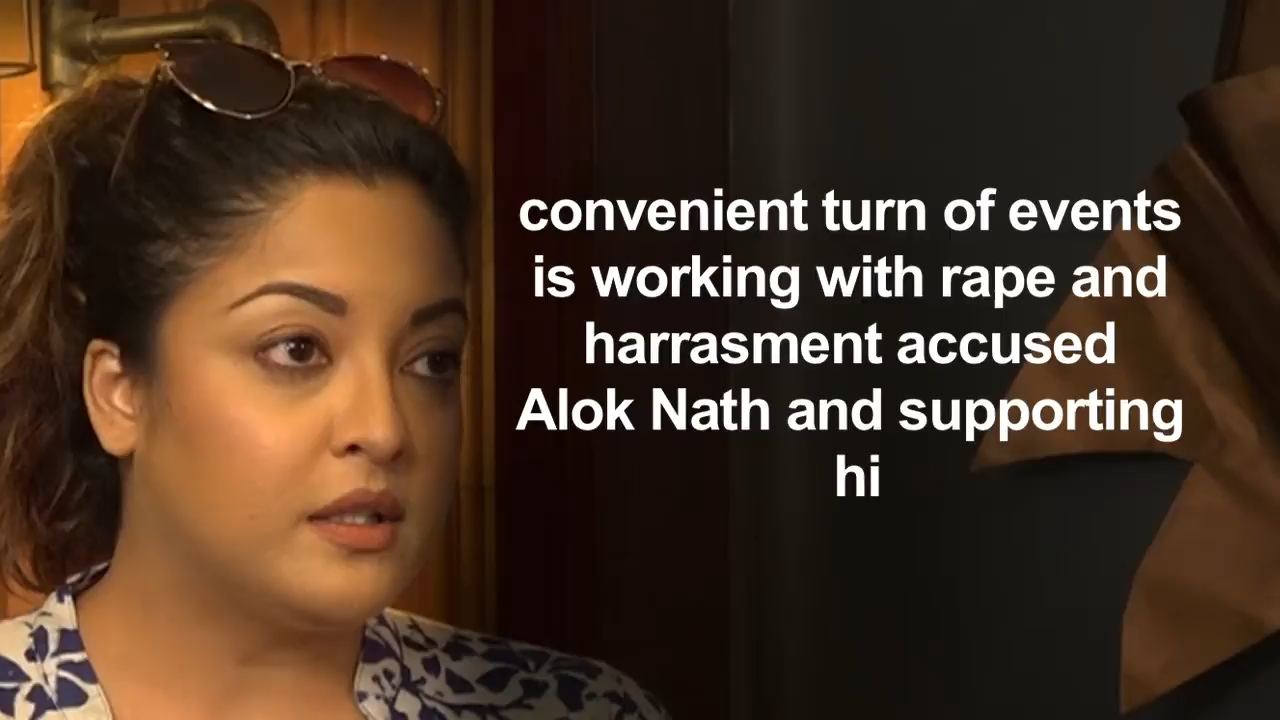 convenient turn of events
is working with rape and
harrasment accused
Alok Nath and supporting
hi